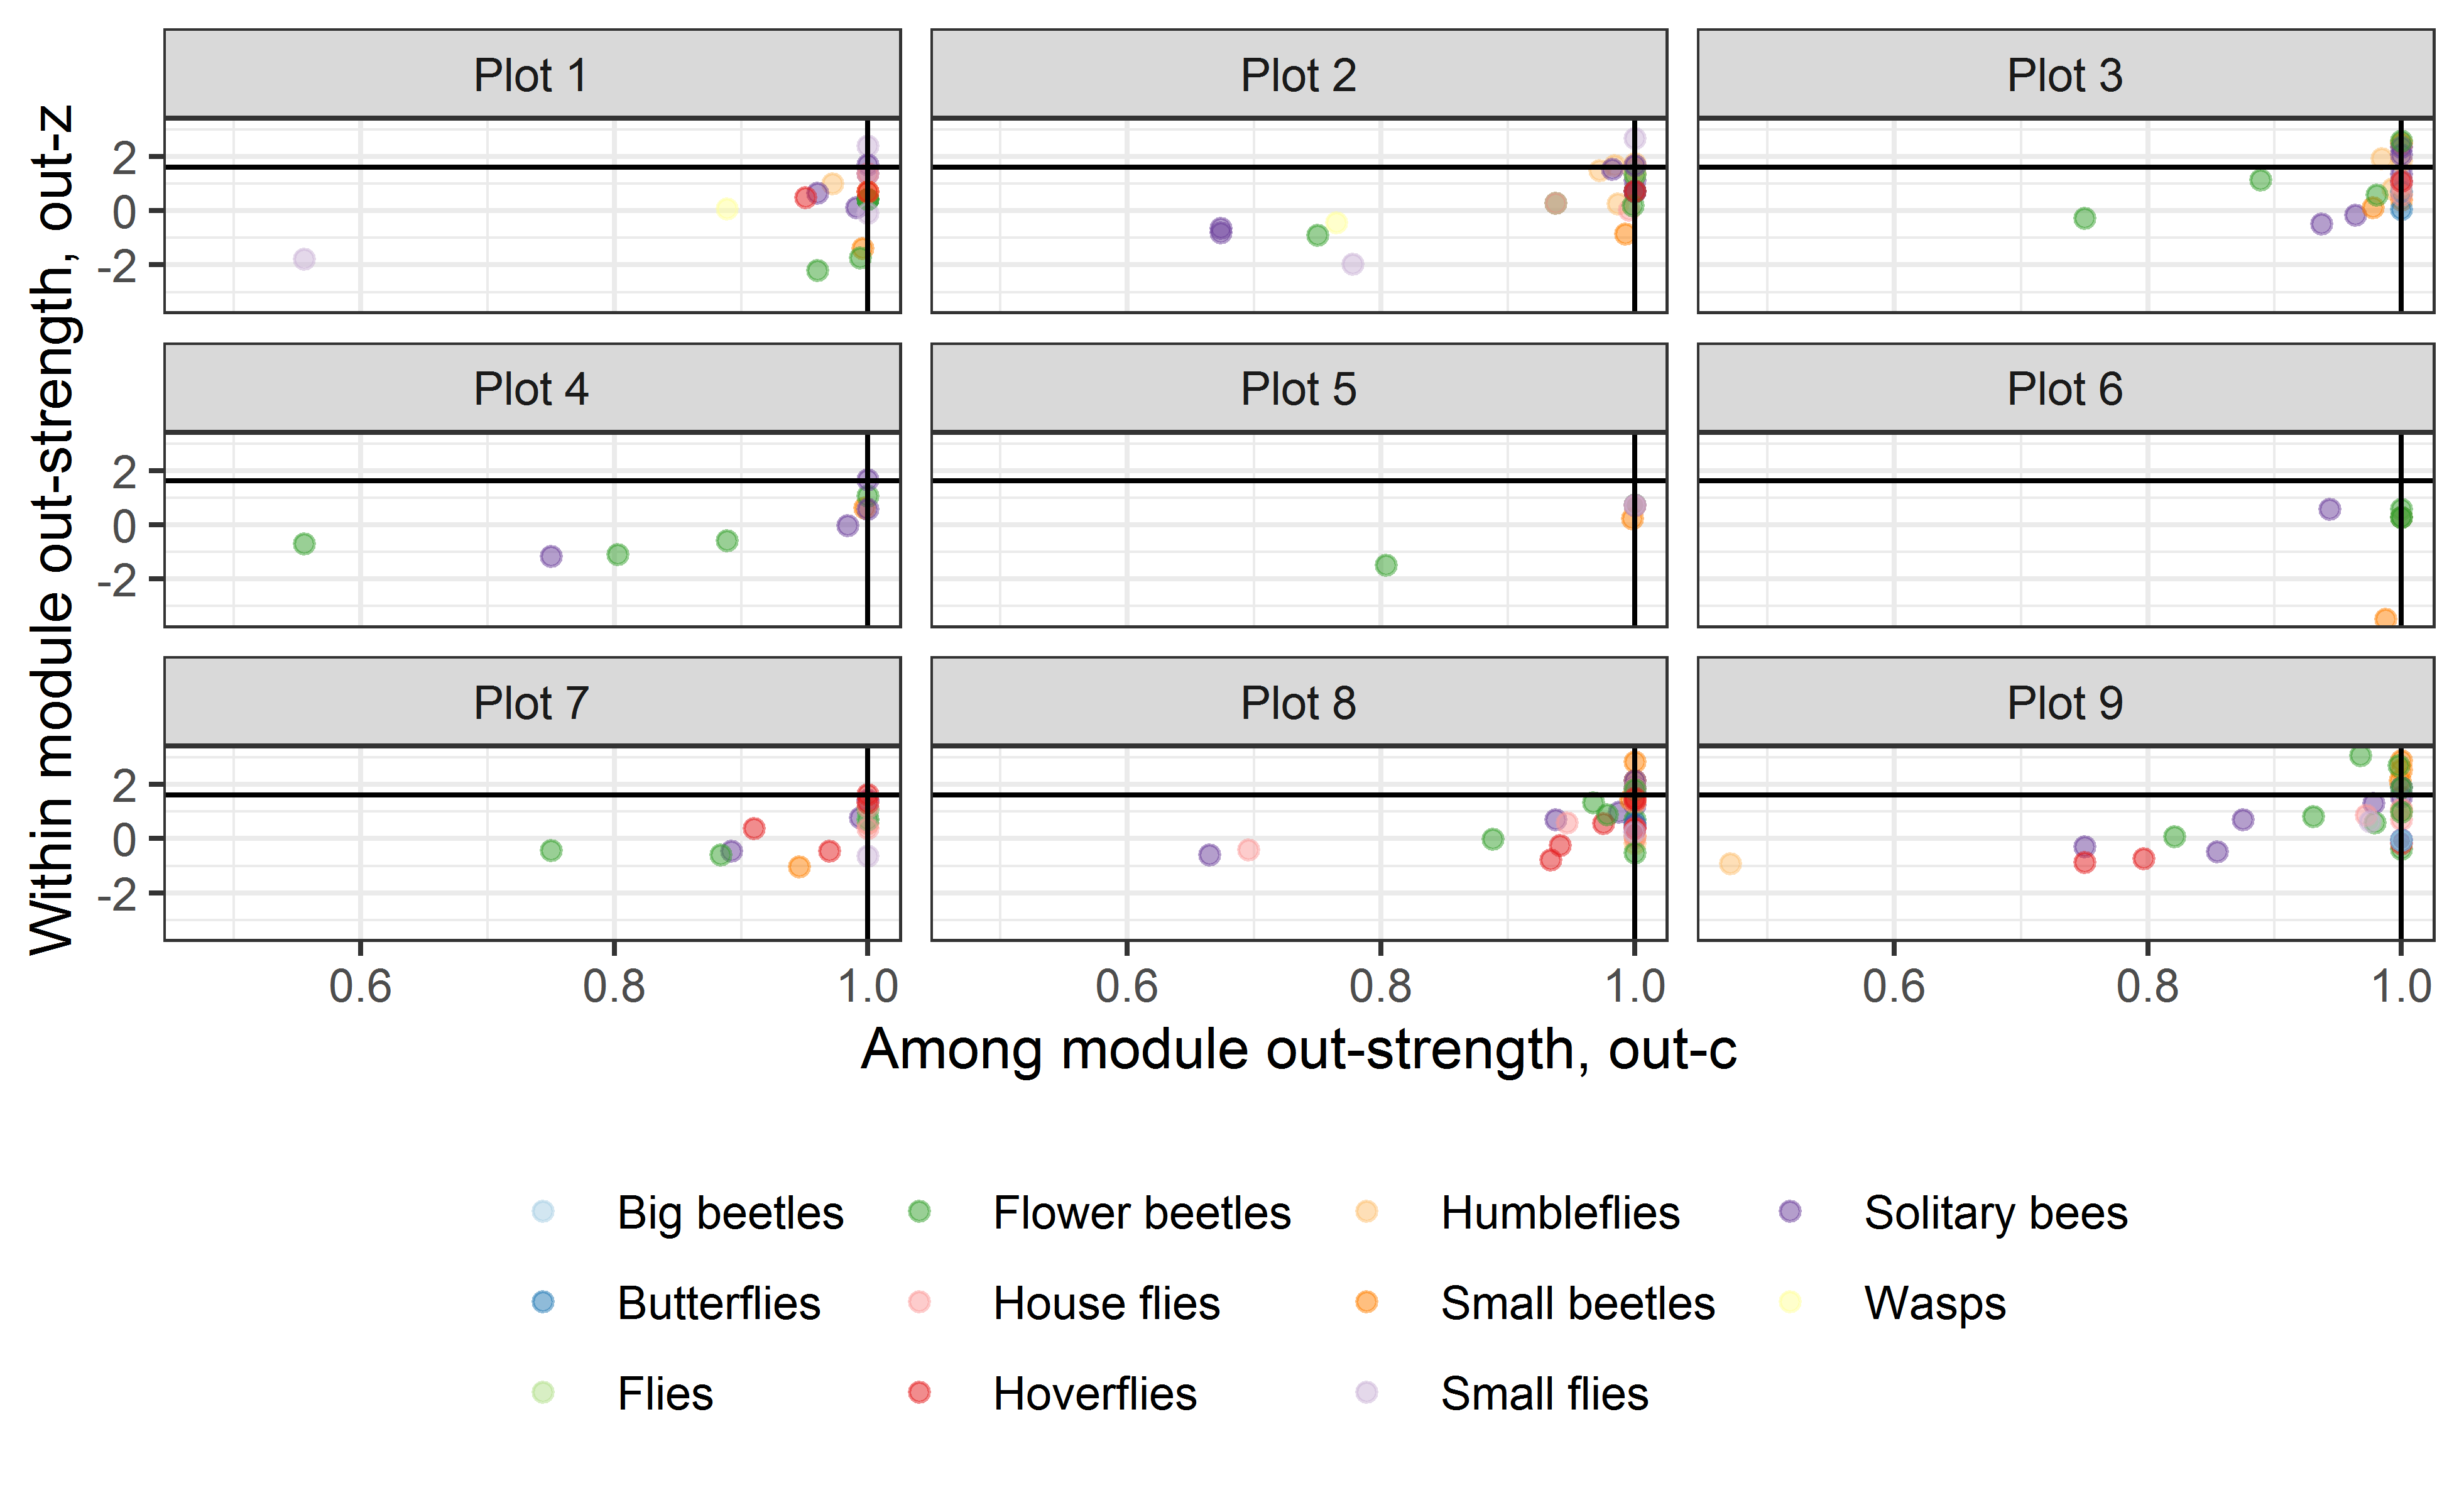 Plot 1 Plot 2 Plot 3
2
0
-2
Plot 4 Plot 5 Plot 6
2
0
-2
Plot 7 Plot 8 Plot 9
2
0
-2
0.6 0.8 1.0 0.6 0.8 1.0 0.6 0.8 1.0
Within module out-strength, out-z
Among module out-strength, out-c
Big beetles Flower beetles Humbleflies Solitary bees
Butterflies House flies Small beetles Wasps
Flies Hoverflies Small flies